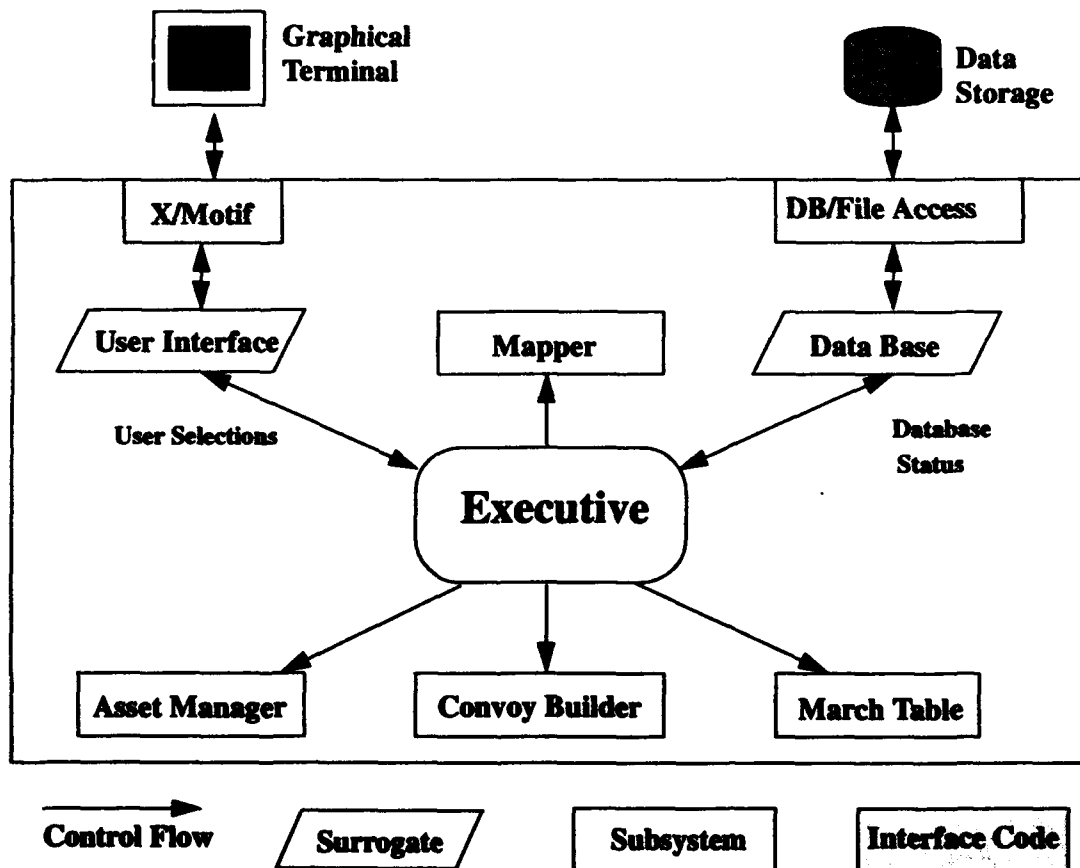 Graphical
Terminal
Data
Storage
X/Motif
DB/File Access
User Interface
Mapper
Data Base
User Selections
Database
Status
Executive
Asset Manager
Convoy Builder
March Table
Control Flow
Surrogate
Subsystem
Interface Code